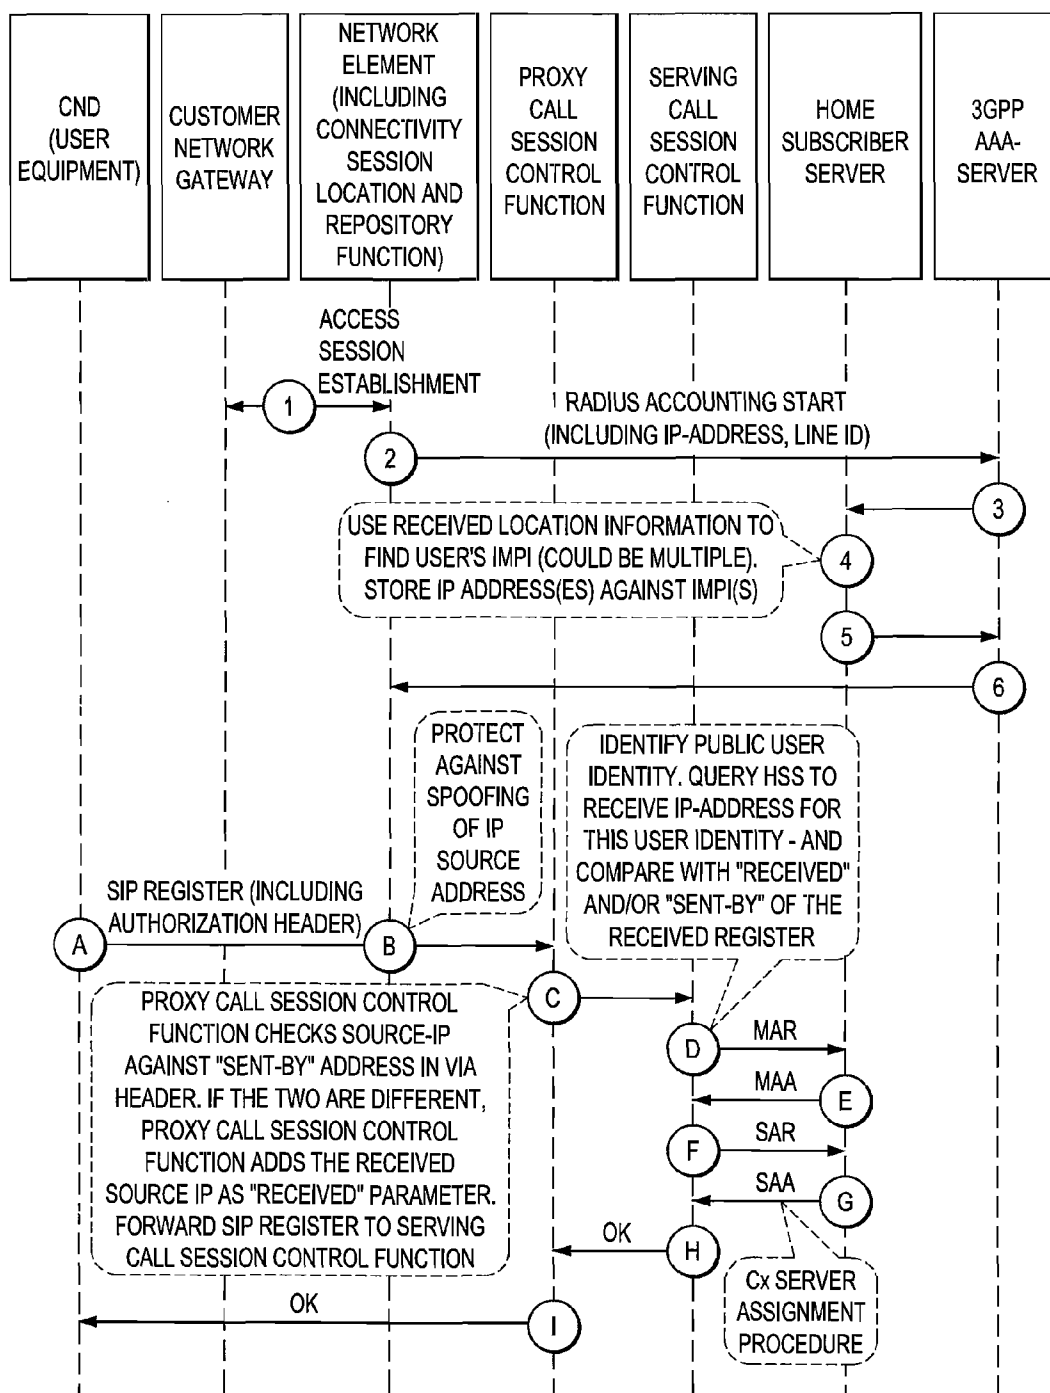 CND
(USER
EQUIPMENT)
CUSTOMER
NETWORK
GATEWAY
NETWORK
ELEMENT
(INCLUDING
CONNECTIVITY
SESSION
LOCATION AND
REPOSITORY
FUNCTION)
PROXY
CALL
SESSION
CONTROL
FUNCTION
SERVING
CALL
SESSION
CONTROL
FUNCTION
HOME
SUBSCRIBER
SERVER
3GPP
AAA-
SERVER
ACCESS
SESSION
ESTABLISHMENT
1
RADIUS ACCOUNTING START
(INCLUDING IP-ADDRESS, LINE ID)
2
3
USE RECEIVED LOCATION INFORMATION TO
FIND USER'S IMPI (COULD BE MULTIPLE).
STORE IP ADDRESS(ES) AGAINST IMPI(S)
4
5
6
PROTECT
AGAINST
SPOOFING
OF IP
SOURCE
ADDRESS
IDENTIFY PUBLIC USER
IDENTITY. QUERY HSS TO
RECEIVE IP-ADDRESS FOR
THIS USER IDENTITY - AND
COMPARE WITH "RECEIVED"
AND/OR "SENT-BY" OF THE
RECEIVED REGISTER
SIP REGISTER (INCLUDING
AUTHORIZATION HEADER)
A
B
C
PROXY CALL SESSION CONTROL
FUNCTION CHECKS SOURCE-IP
AGAINST "SENT-BY" ADDRESS IN VIA
HEADER. IF THE TWO ARE DIFFERENT,
PROXY CALL SESSION CONTROL
FUNCTION ADDS THE RECEIVED
SOURCE IP AS "RECEIVED" PARAMETER.
FORWARD SIP REGISTER TO SERVING
CALL SESSION CONTROL FUNCTION
D
MAR
MAA
E
F
SAR
SAA
G
OK
H
Cx SERVER
ASSIGNMENT
PROCEDURE
OK
I